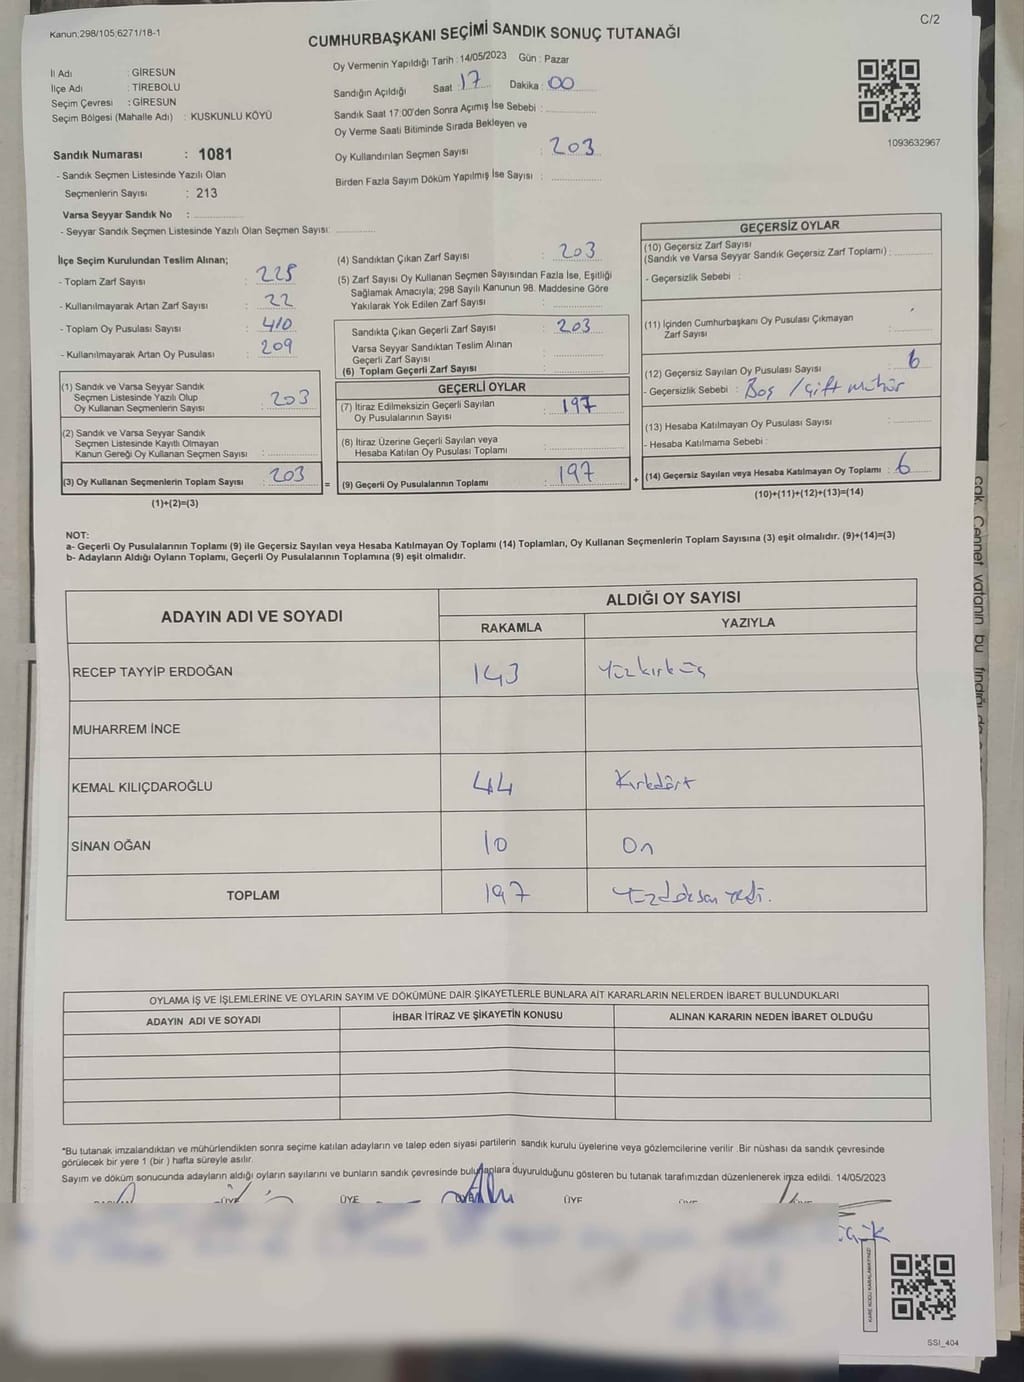 Kanun;298/105;6271/18-1
C/2
CUMHURBAŞKANI SEÇİMİ SANDIK SONUÇ TUTANAĞI
İl Adı : GİRESUN
İlçe Adı : TİREBOLU
Seçim Çevresi : GİRESUN
Seçim Bölgesi (Mahalle Adı) : KUSKUNLU KÖYÜ
Oy Vermenin Yapıldığı Tarih : 14/05/2023 Gün : Pazar
Sandığın Açıldığı Saat : 17 Dakika : 00
Sandık Saat 17:00'den Sonra Açımış İse Sebebi :
Oy Verme Saati Bitiminde Sırada Bekleyen ve
Oy Kullandırılan Seçmen Sayısı : 203
Birden Fazla Sayım Döküm Yapılmış İse Sayısı :
1093632967
Sandık Numarası : 1081
- Sandık Seçmen Listesinde Yazılı Olan
Seçmenlerin Sayısı : 213
Varsa Seyyar Sandık No :
- Seyyar Sandık Seçmen Listesinde Yazılı Olan Seçmen Sayısı:
İlçe Seçim Kurulundan Teslim Alınan;
- Toplam Zarf Sayısı : 225
- Kullanılmayarak Artan Zarf Sayısı : 22
- Toplam Oy Pusulası Sayısı : 410
- Kullanılmayarak Artan Oy Pusulası : 209
(1) Sandık ve Varsa Seyyar Sandık
Seçmen Listesinde Yazılı Olup
Oy Kullanan Seçmenlerin Sayısı : 203
(2) Sandık ve Varsa Seyyar Sandık
Seçmen Listesinde Kayıtlı Olmayan
Kanun Gereği Oy Kullanan Seçmen Sayısı :
(3) Oy Kullanan Seçmenlerin Toplam Sayısı : 203
(1)+(2)=(3)
=
(4) Sandıktan Çıkan Zarf Sayısı : 203
(5) Zarf Sayısı Oy Kullanan Seçmen Sayısından Fazla İse, Eşitliği
Sağlamak Amacıyla; 298 Sayılı Kanunun 98. Maddesine Göre
Yakılarak Yok Edilen Zarf Sayısı :
Sandıkta Çıkan Geçerli Zarf Sayısı : 203
Varsa Seyyar Sandıktan Teslim Alınan
Geçerli Zarf Sayısı :
(6) Toplam Geçerli Zarf Sayısı :
GEÇERLİ OYLAR
(7) İtiraz Edilmeksizin Geçerli Sayılan
Oy Pusulalarının Sayısı : 197
(8) İtiraz Üzerine Geçerli Sayılan veya
Hesaba Katılan Oy Pusulası Toplamı :
(9) Geçerli Oy Pusulalarının Toplamı : 197
+
GEÇERSİZ OYLAR
(10) Geçersiz Zarf Sayısı
(Sandık ve Varsa Seyyar Sandık Geçersiz Zarf Toplamı) :
- Geçersizlik Sebebi :
(11) İçinden Cumhurbaşkanı Oy Pusulası Çıkmayan
Zarf Sayısı :
(12) Geçersiz Sayılan Oy Pusulası Sayısı : 6
- Geçersizlik Sebebi : Boş / Çift mühür
(13) Hesaba Katılmayan Oy Pusulası Sayısı :
- Hesaba Katılmama Sebebi :
(14) Geçersiz Sayılan veya Hesaba Katılmayan Oy Toplamı : 6
(10)+(11)+(12)+(13)=(14)
NOT:
a- Geçerli Oy Pusulalarının Toplamı (9) ile Geçersiz Sayılan veya Hesaba Katılmayan Oy Toplamı (14) Toplamları, Oy Kullanan Seçmenlerin Toplam Sayısına (3) eşit olmalıdır. (9)+(14)=(3)
b- Adayların Aldığı Oyların Toplamı, Geçerli Oy Pusulalarının Toplamına (9) eşit olmalıdır.
ADAYIN ADI VE SOYADI
ALDIĞI OY SAYISI
RAKAMLA YAZIYLA
RECEP TAYYİP ERDOĞAN 143 Yüzkırküç
MUHARREM İNCE
KEMAL KILIÇDAROĞLU 44 Kırkdört
SİNAN OĞAN 10 On
TOPLAM 197 Yüzdoksan yedi.
OYLAMA İŞ VE İŞLEMLERİNE VE OYLARIN SAYIM VE DÖKÜMÜNE DAİR ŞİKAYETLERLE BUNLARA AİT KARARLARIN NELERDEN İBARET BULUNDUKLARI
ADAYIN ADI VE SOYADI İHBAR İTİRAZ VE ŞİKAYETİN KONUSU ALINAN KARARIN NEDEN İBARET OLDUĞU
*Bu tutanak imzalandıktan ve mühürlendikten sonra seçime katılan adayların ve talep eden siyasi partilerin sandık kurulu üyelerine veya gözlemcilerine verilir. Bir nüshası da sandık çevresinde
görülecek bir yere 1 (bir) hafta süreyle asılır.
Sayım ve döküm sonucunda adayların aldığı oyların sayılarını ve bunların sandık çevresinde bulunanlara duyurulduğunu gösteren bu tutanak tarafımızdan düzenlenerek imza edildi. 14/05/2023
ÜYE ÜYE ÜYE
KARE KODU KARALAMAYINIZ!
SSI_404
cak. Cennet vatanın bu fındığı da